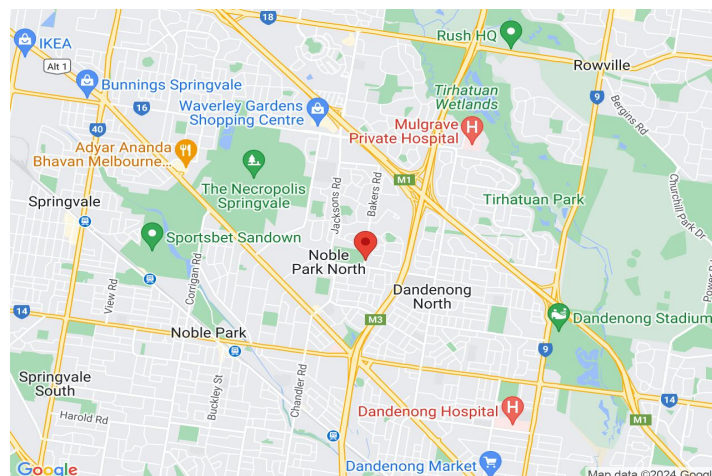 18
Rush HQ
IKEA
Rowville
Alt 1
Tirhatuan
Wetlands
Bunnings Springvale
9
16
Waverley Gardens
Shopping Centre
Bergins Rd
40
Mulgrave
Private Hospital
Adyar Ananda
Bhavan Melbourne...
M1
Churchill Park Dr
The Necropolis
Springvale
Jacksons Rd
Bakers Rd
Springvale
Tirhatuan Park
Sportsbet Sandown
Noble
Park North
Corrigan Rd
Power Rd
View Rd
Dandenong
North
14
M3
Dandenong Stadium
Noble Park
9
Springvale
South
Buckley St
Chandler Rd
14
Harold Rd
Dandenong Hospital
M1
Dandenong Market
Google
Map data ©2024 Google